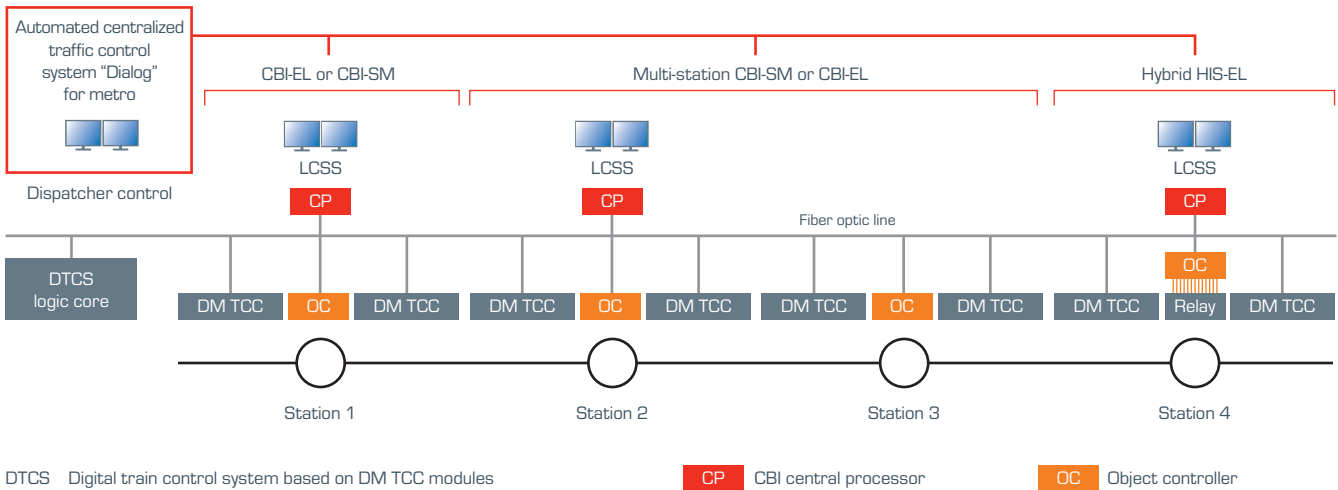 Automated centralized
traffic control
system “Dialog”
for metro
Dispatcher control
CBI-EL or CBI-SM
Multi-station CBI-SM or CBI-EL
Hybrid HIS-EL
LCSS
LCSS
LCSS
CP
CP
CP
Fiber optic line
DTCS
logic core
OC
DM TCC
OC
DM TCC
DM TCC
OC
DM TCC
DM TCC
OC
DM TCC
DM TCC
Relay
DM TCC
Station 1
Station 2
Station 3
Station 4
DTCS Digital train control system based on DM TCC modules
CP CBI central processor
OC Object controller